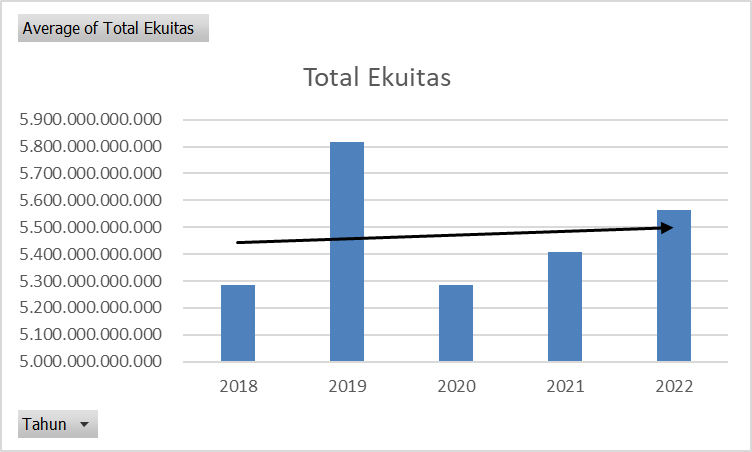 Average of Total Ekuitas
Total Ekuitas
5.900.000.000.000
5.800.000.000.000
5.700.000.000.000
5.600.000.000.000
5.500.000.000.000
5.400.000.000.000
5.300.000.000.000
5.200.000.000.000
5.100.000.000.000
5.000.000.000.000
2018 2019 2020 2021 2022
Tahun